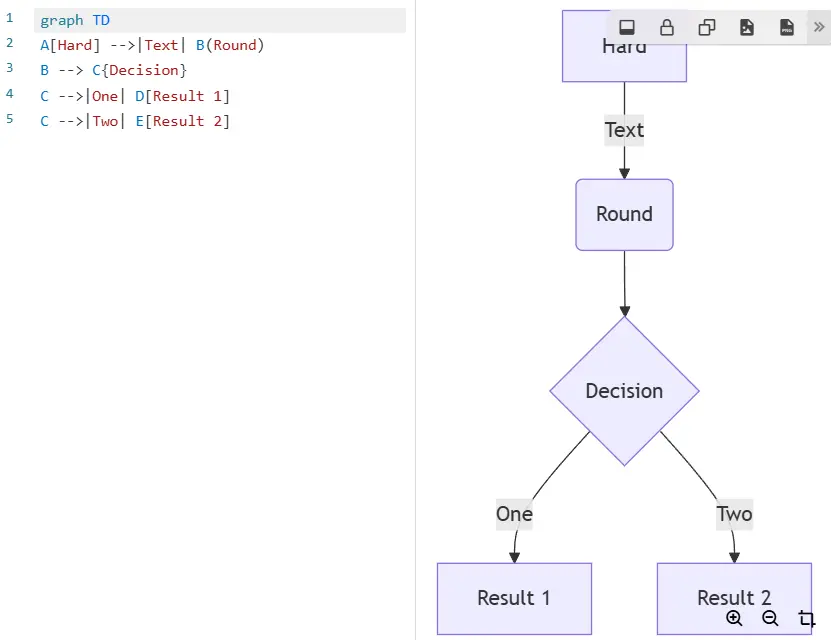 1 graph TD
2 A[Hard] -->|Text| B(Round)
3 B --> C{Decision}
4 C -->|One| D[Result 1]
5 C -->|Two| E[Result 2]
PNG
Hard
Text
Round
Decision
One Two
Result 1 Result 2